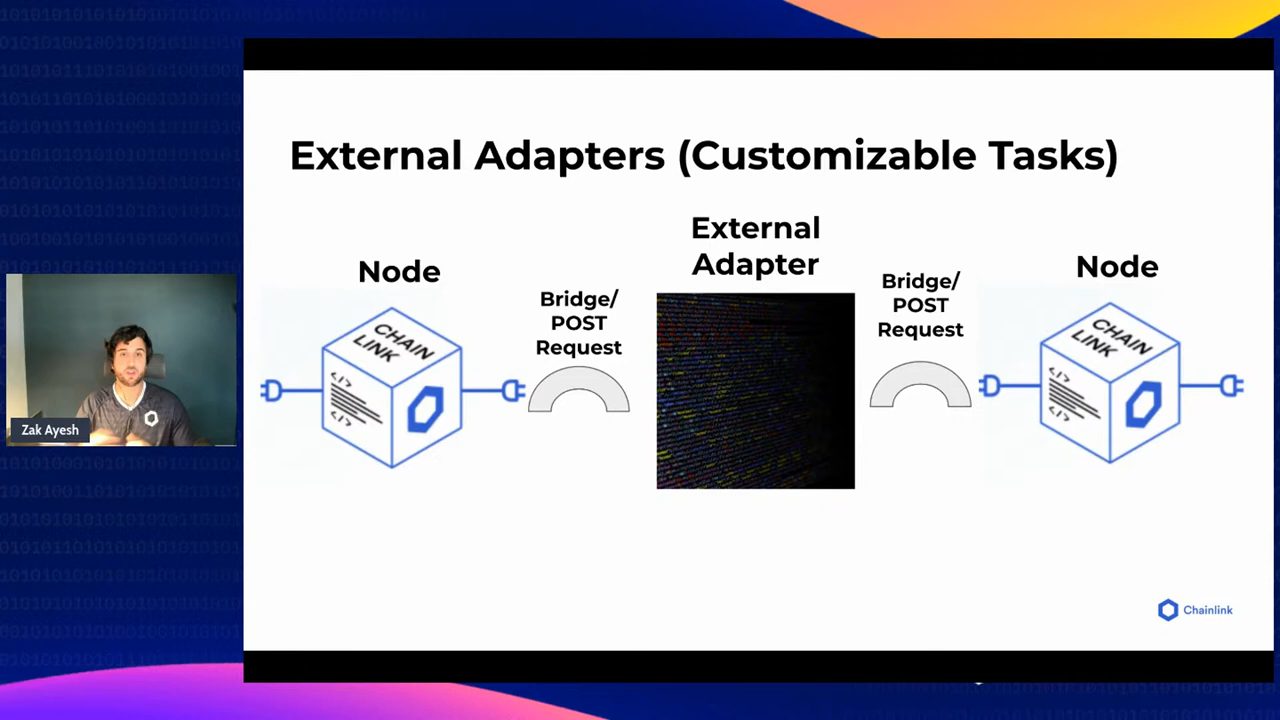 External Adapters (Customizable Tasks)
External
Adapter
Node
Bridge/
POST
Request
Bridge/
POST
Request
Node
CHAIN
LINK
</>
</>
CHAIN
LINK
</>
</>
Zak Ayesh
Chainlink